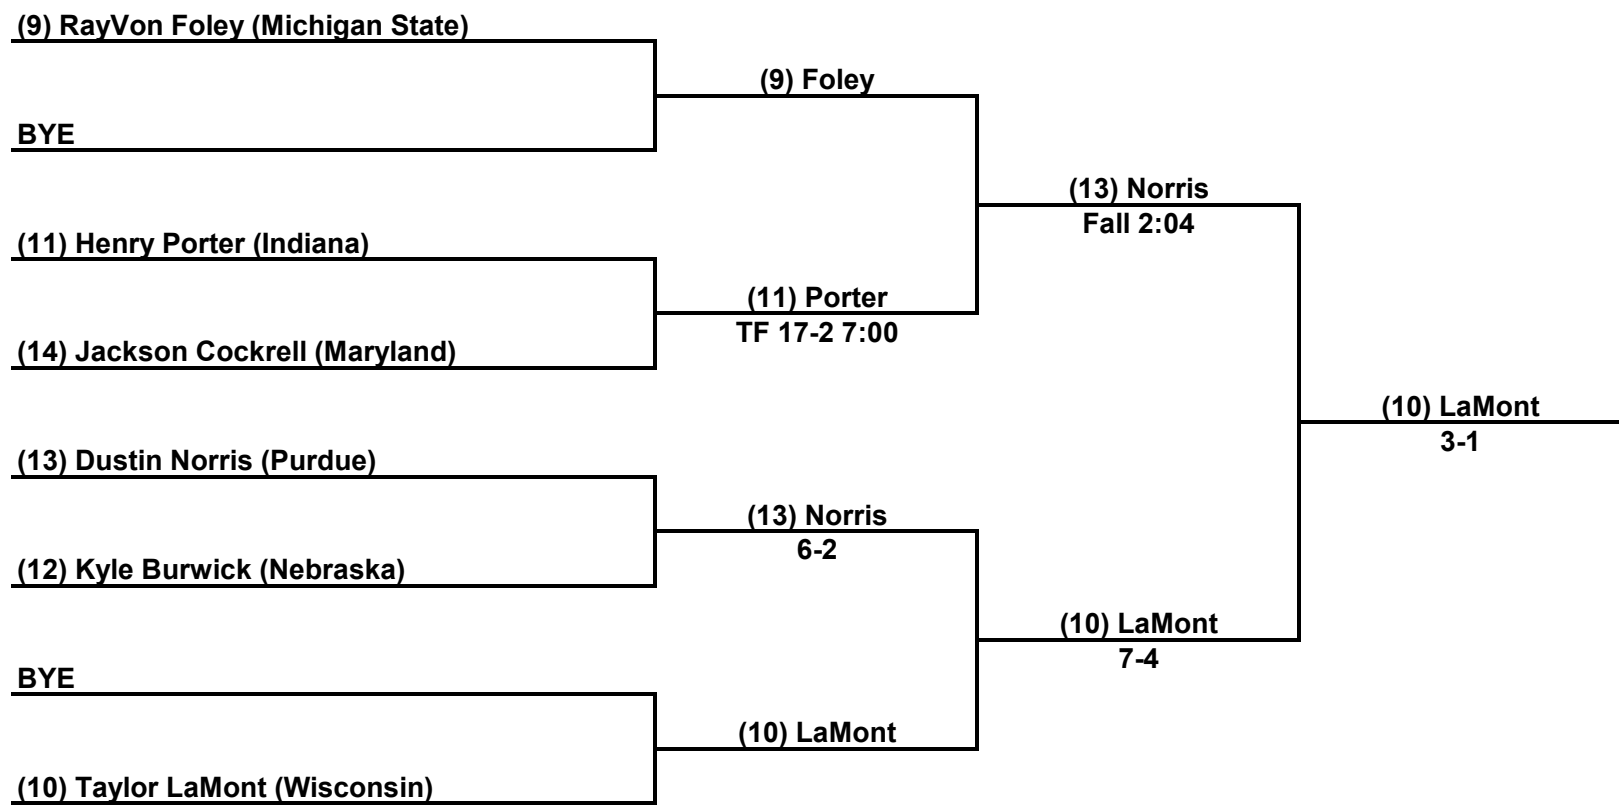 (9) RayVon Foley (Michigan State)
(9) Foley
BYE
(13) Norris
Fall 2:04
(11) Henry Porter (Indiana)
(11) Porter
TF 17-2 7:00
(14) Jackson Cockrell (Maryland)
(10) LaMont
3-1
(13) Dustin Norris (Purdue)
(13) Norris
6-2
(12) Kyle Burwick (Nebraska)
(10) LaMont
7-4
BYE
(10) LaMont
(10) Taylor LaMont (Wisconsin)